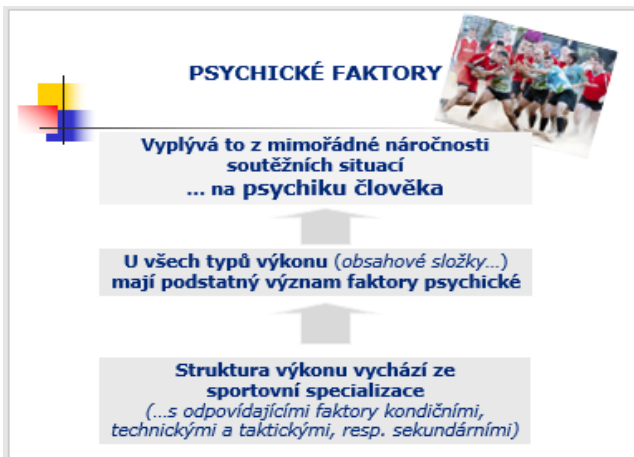 PSYCHICKÉ FAKTORY
Vyplývá to z mimořádné náročnosti
soutěžních situací
... na psychiku člověka
U všech typů výkonu (obsahové složky...)
mají podstatný význam faktory psychické
Struktura výkonu vychází ze
sportovní specializace
(...s odpovídajícími faktory kondičními,
technickými a taktickými, resp. sekundárními)